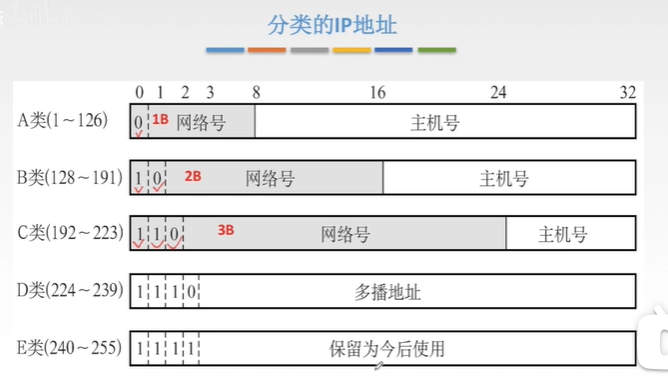 分类的IP地址
0 1 2 3 8 16 24 32
A类(1~126) 0 1B 网络号 主机号
B类(128~191) 1 0 2B 网络号 主机号
C类(192~223) 1 1 0 3B 网络号 主机号
D类(224~239) 1 1 1 0 多播地址
E类(240~255) 1 1 1 1 保留为今后使用